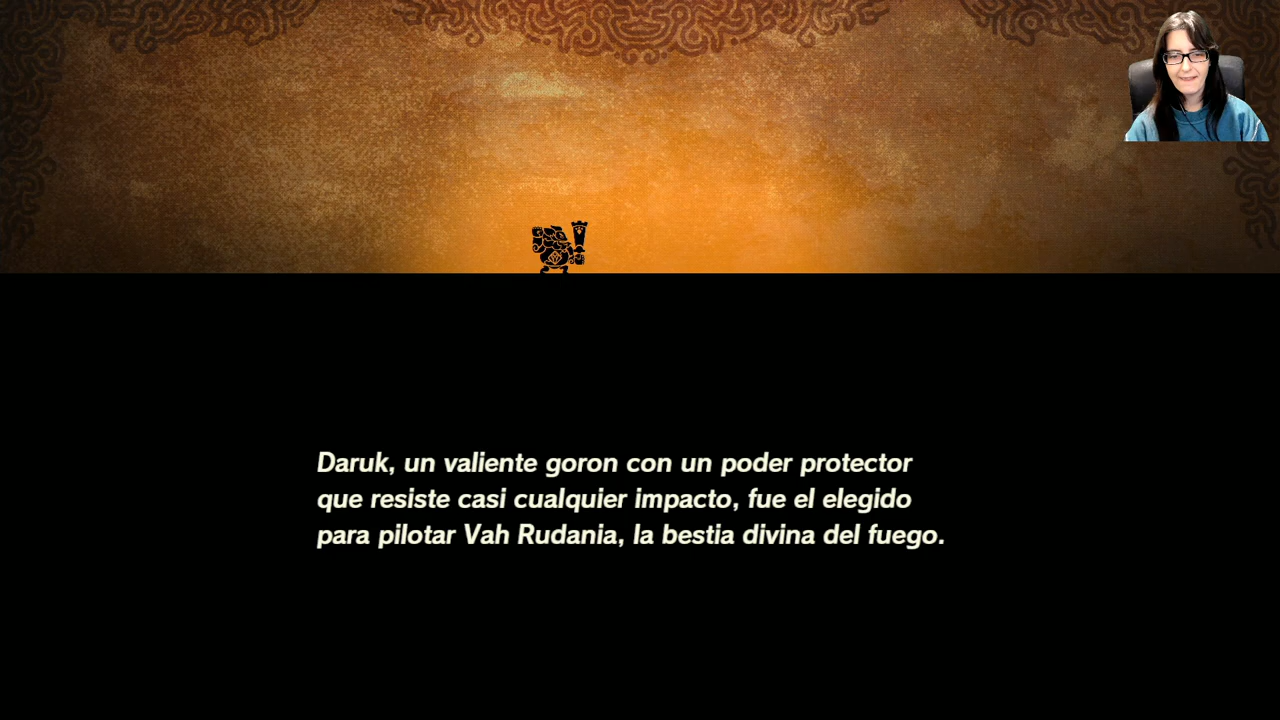 Daruk, un valiente goron con un poder protector
que resiste casi cualquier impacto, fue el elegido
para pilotar Vah Rudania, la bestia divina del fuego.